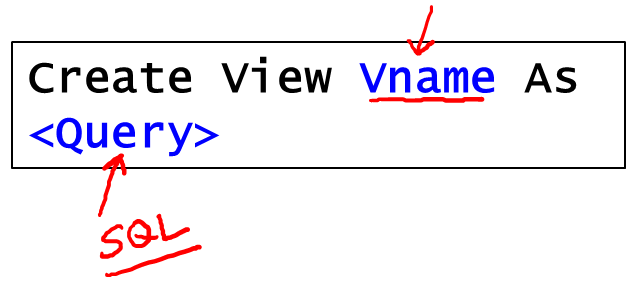 Create View Vname As
<Query>
SQL